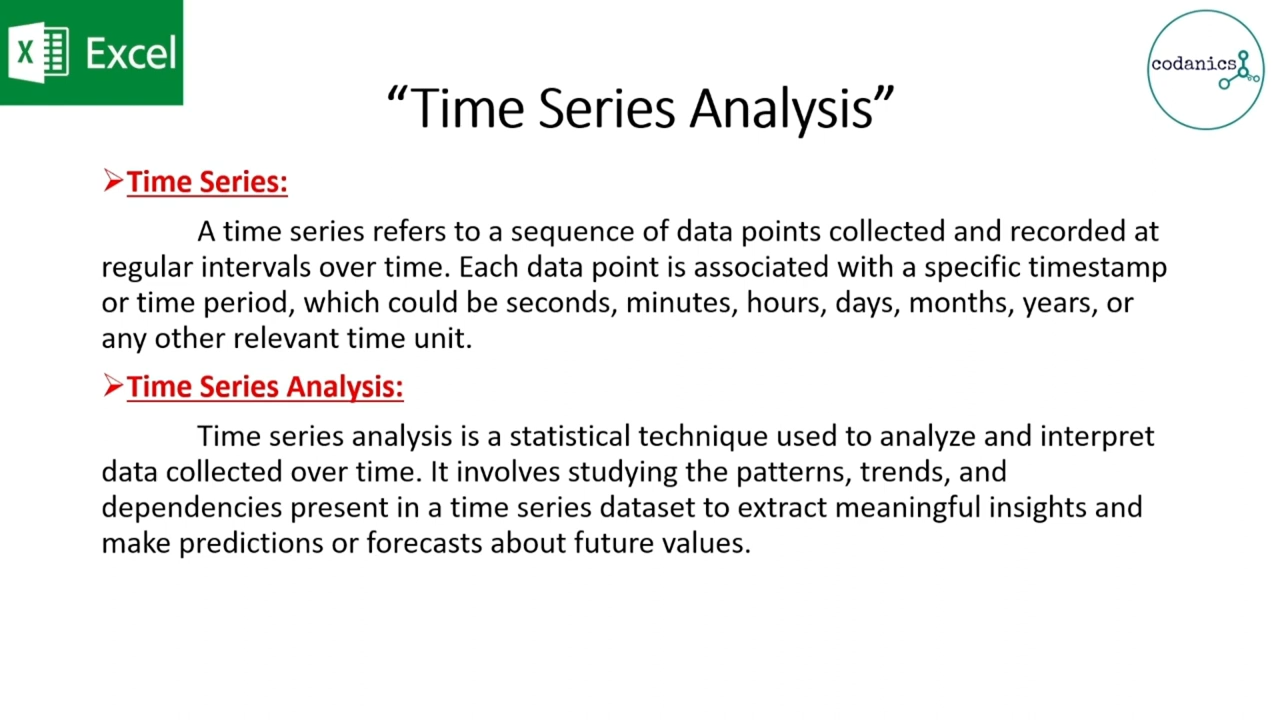 X Excel
codanics
“Time Series Analysis”
➢Time Series:
A time series refers to a sequence of data points collected and recorded at
regular intervals over time. Each data point is associated with a specific timestamp
or time period, which could be seconds, minutes, hours, days, months, years, or
any other relevant time unit.
➢Time Series Analysis:
Time series analysis is a statistical technique used to analyze and interpret
data collected over time. It involves studying the patterns, trends, and
dependencies present in a time series dataset to extract meaningful insights and
make predictions or forecasts about future values.